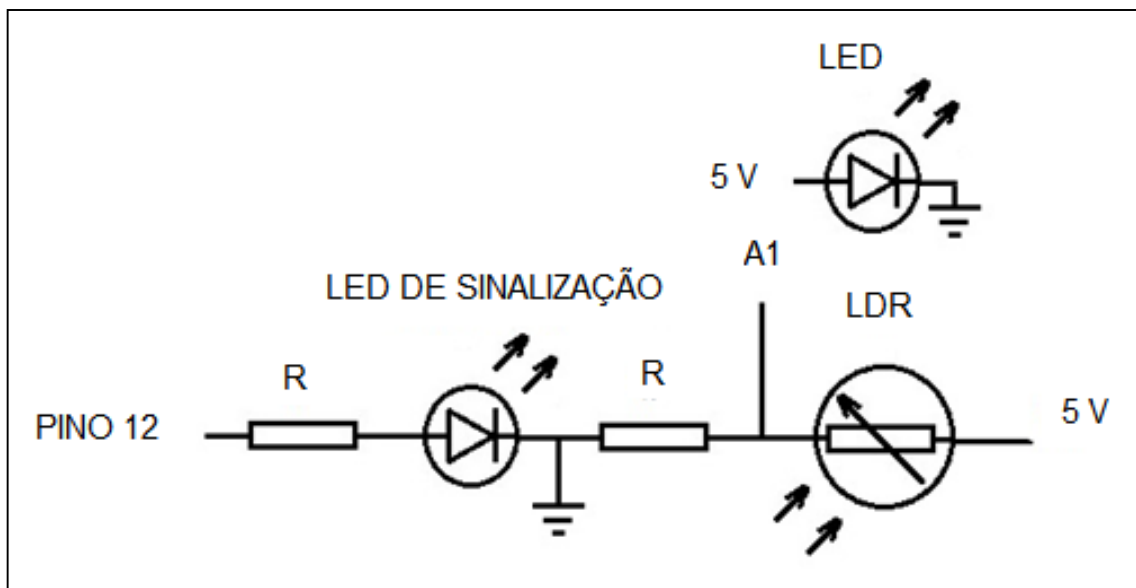 LED
5 V
A1
LED DE SINALIZAÇÃO
LDR
R
R
5 V
PINO 12